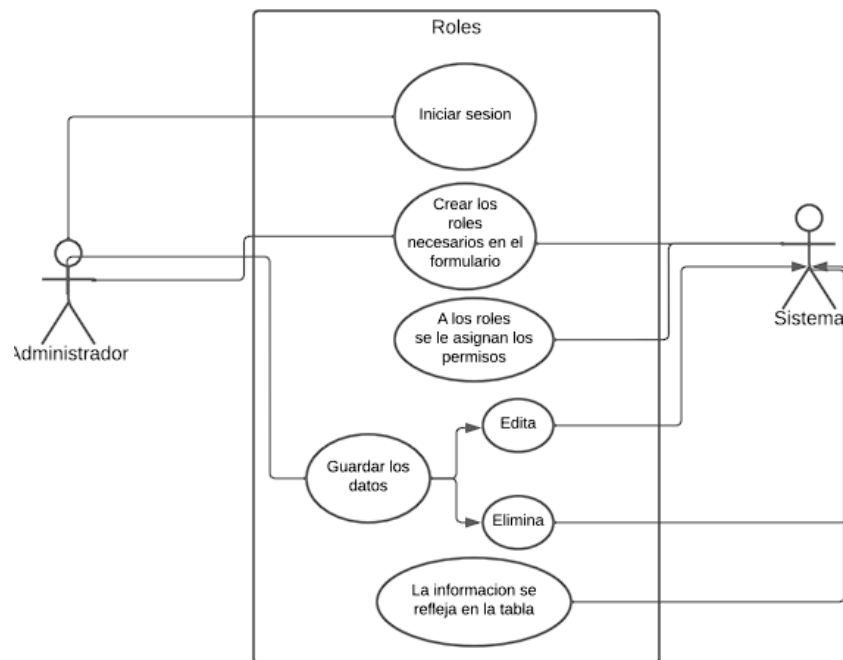 Roles
Iniciar sesion
Crear los
roles
necesarios en el
formulario
A los roles
se le asignan los
permisos
Sistema
Administrador
Edita
Guardar los
datos
Elimina
La informacion se
refleja en la tabla